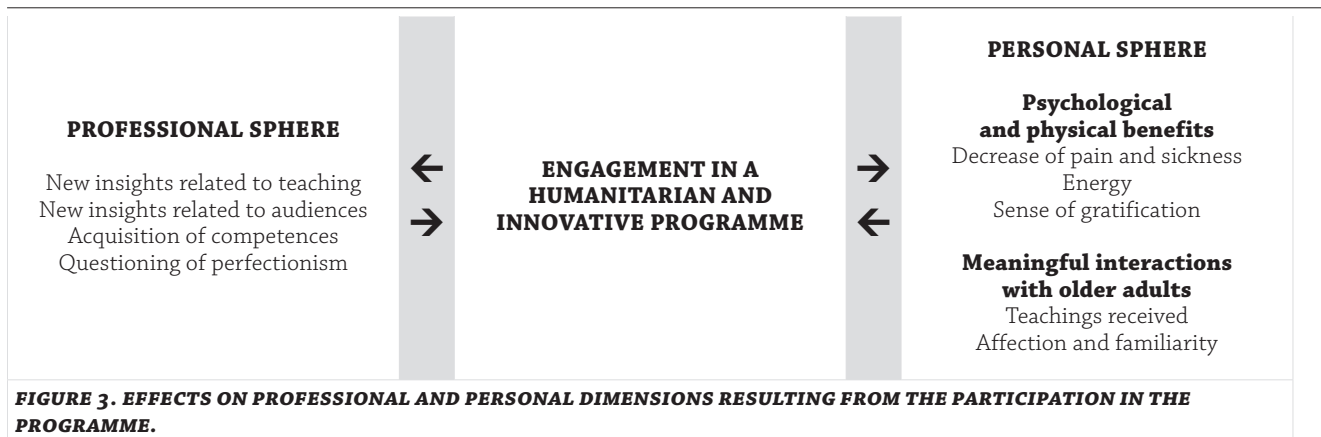 PROFESSIONAL SPHERE
New insights related to teaching
New insights related to audiences
Acquisition of competences
Questioning of perfectionism
←
→
ENGAGEMENT IN A
HUMANITARIAN AND
INNOVATIVE PROGRAMME
→
←
PERSONAL SPHERE
Psychological
and physical benefits
Decrease of pain and sickness
Energy
Sense of gratification
Meaningful interactions
with older adults
Teachings received
Affection and familiarity
FIGURE 3. EFFECTS ON PROFESSIONAL AND PERSONAL DIMENSIONS RESULTING FROM THE PARTICIPATION IN THE
PROGRAMME.